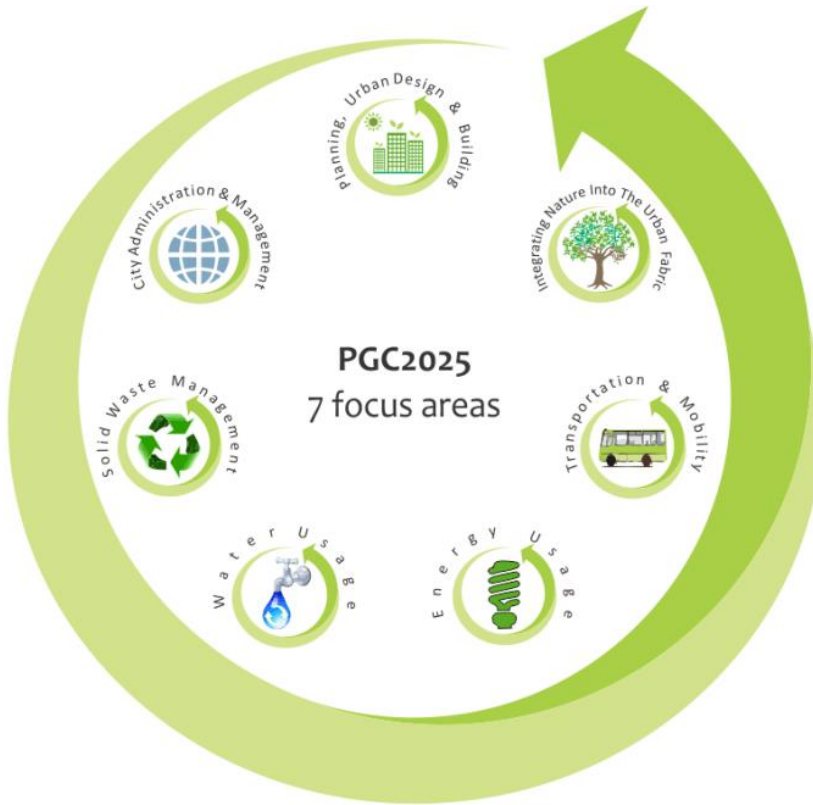 Planning, Urban Design & Building
Integrating Nature Into The Urban Fabric
Transportation & Mobility
Energy Usage
Water Usage
Solid Waste Management
City Administration & Management
PGC2025
7 focus areas